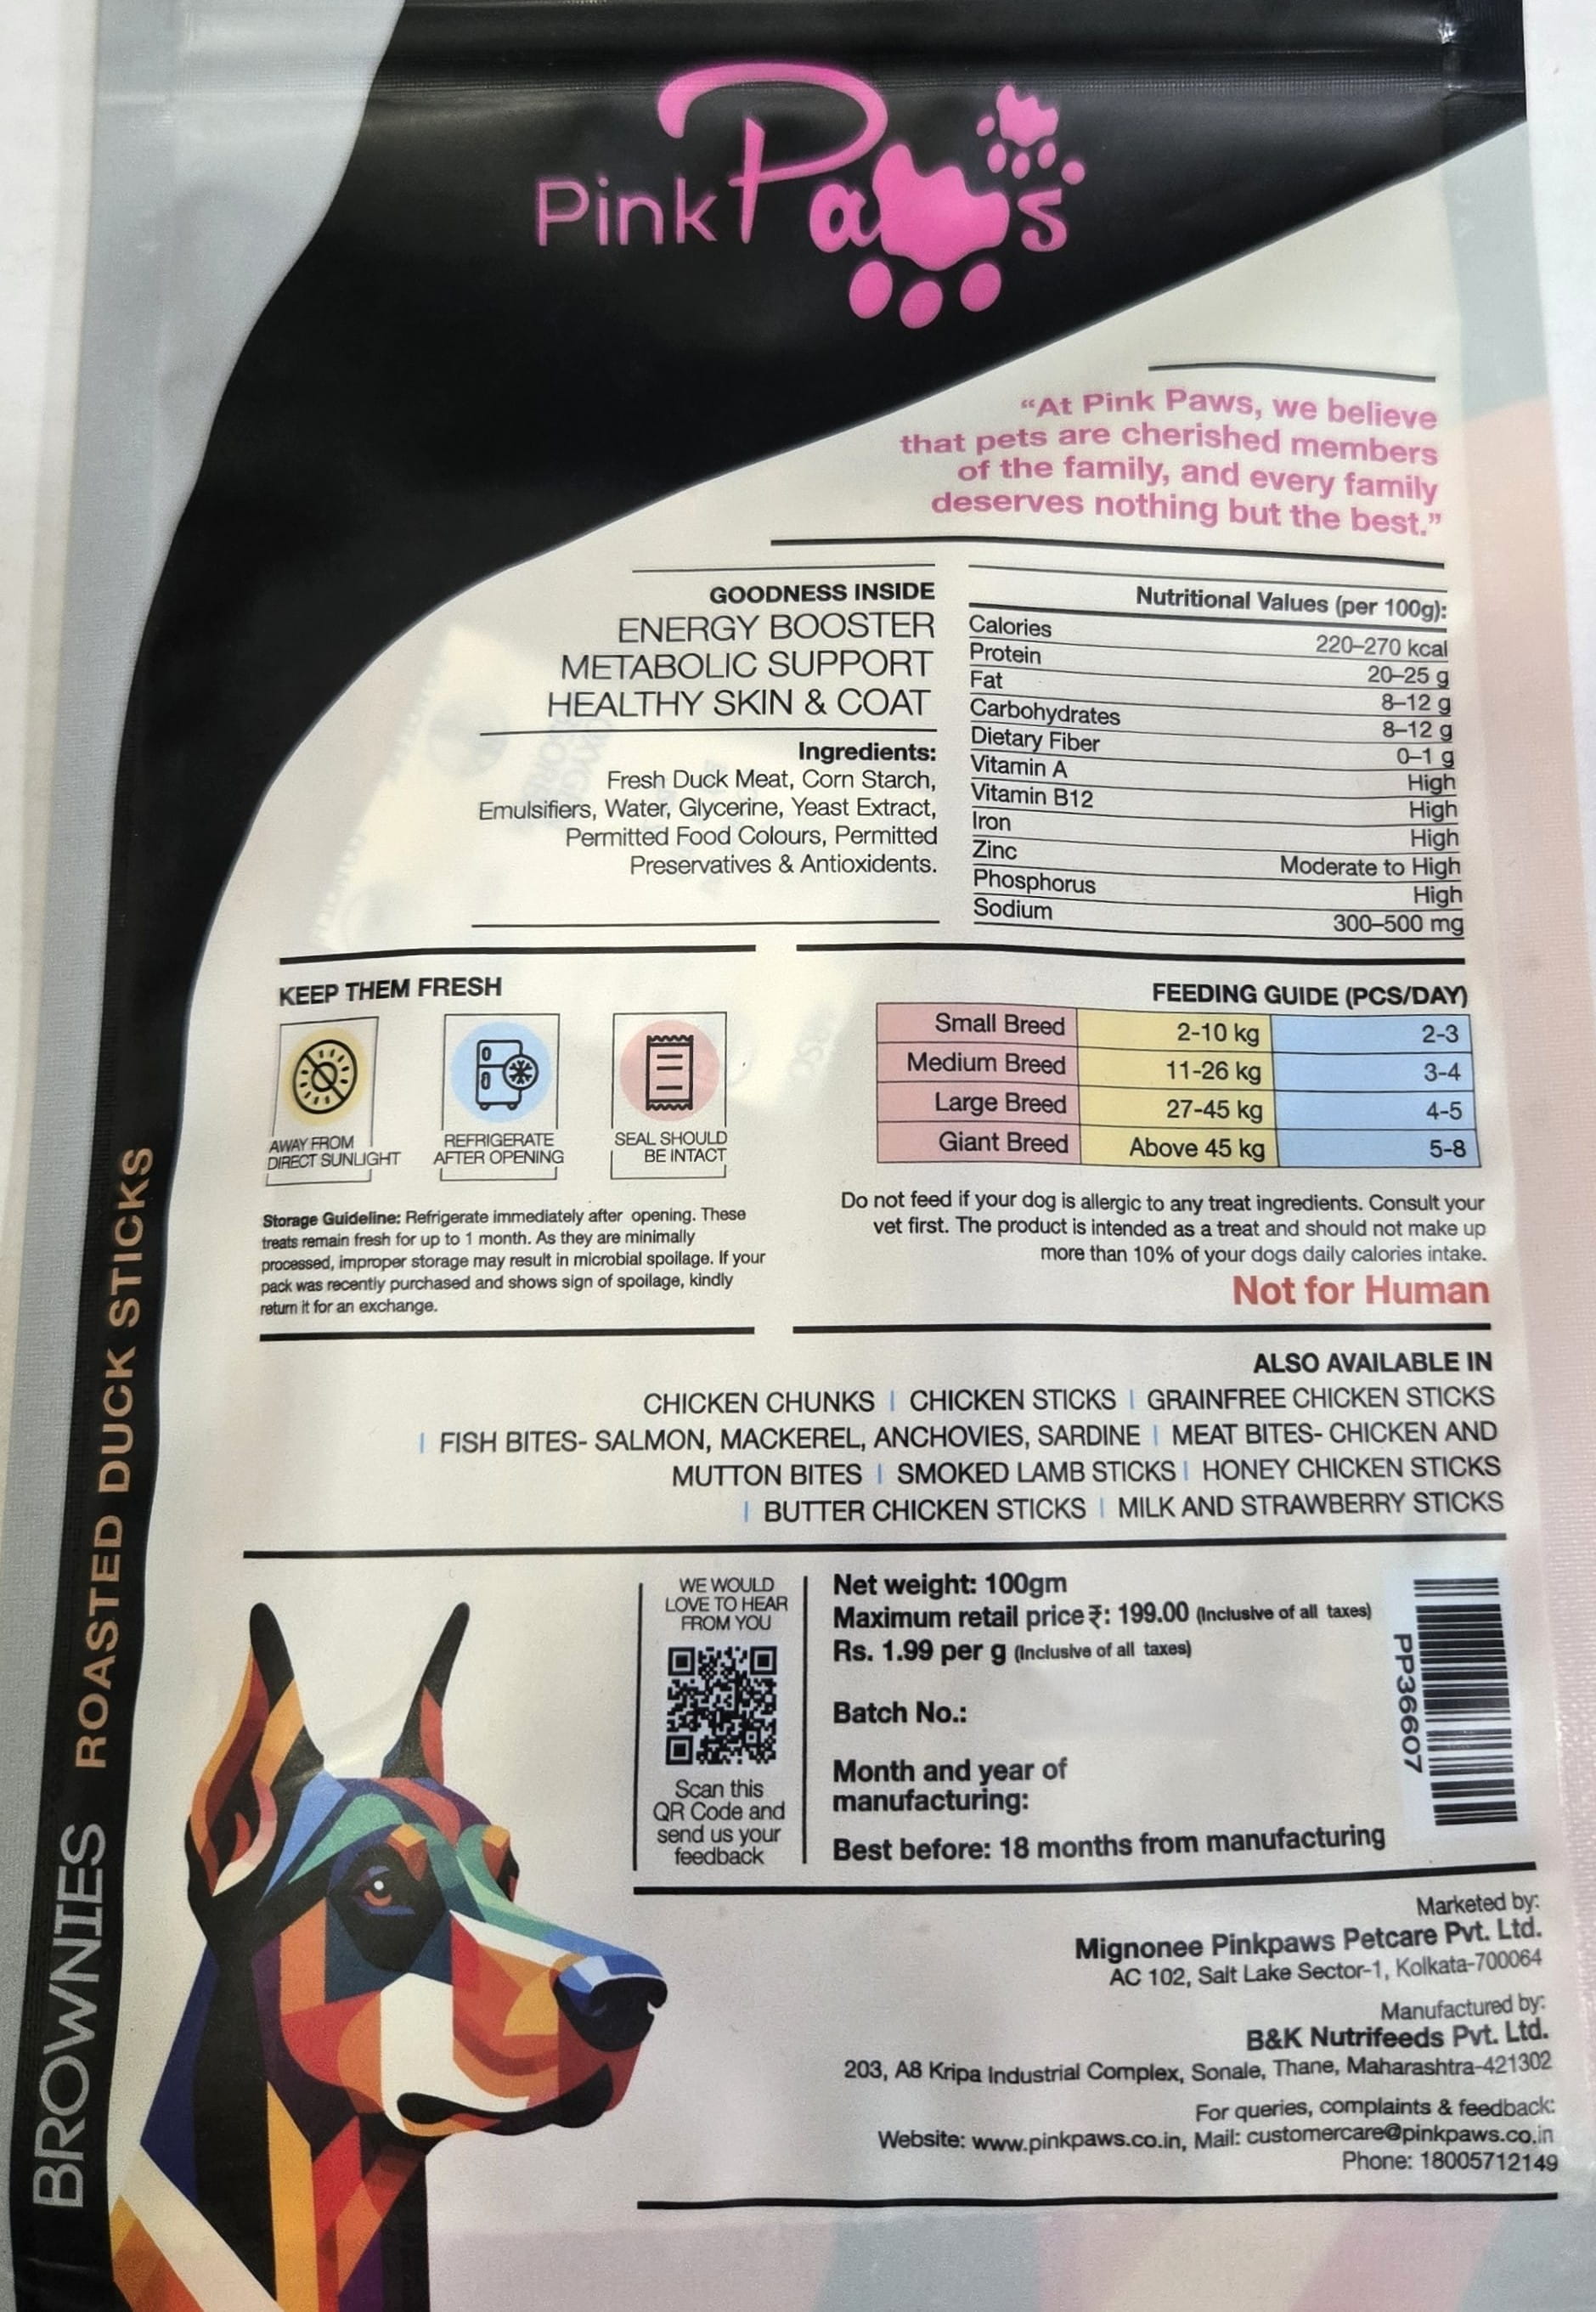 Pink Paws
“At Pink Paws, we believe
that pets are cherished members
of the family, and every family
deserves nothing but the best.”
GOODNESS INSIDE
ENERGY BOOSTER
METABOLIC SUPPORT
HEALTHY SKIN & COAT
Ingredients:
Fresh Duck Meat, Corn Starch,
Emulsifiers, Water, Glycerine, Yeast Extract,
Permitted Food Colours, Permitted
Preservatives & Antioxidents.
Nutritional Values (per 100g):
Calories 220–270 kcal
Protein 20–25 g
Fat 8–12 g
Carbohydrates 8–12 g
Dietary Fiber 0–1 g
Vitamin A High
Vitamin B12 High
Iron High
Zinc Moderate to High
Phosphorus High
Sodium 300–500 mg
KEEP THEM FRESH
AWAY FROM
DIRECT SUNLIGHT
REFRIGERATE
AFTER OPENING
SEAL SHOULD
BE INTACT
Storage Guideline: Refrigerate immediately after opening. These
treats remain fresh for up to 1 month. As they are minimally
processed, improper storage may result in microbial spoilage. If your
pack was recently purchased and shows sign of spoilage, kindly
return it for an exchange.
FEEDING GUIDE (PCS/DAY)
Small Breed 2-10 kg 2-3
Medium Breed 11-26 kg 3-4
Large Breed 27-45 kg 4-5
Giant Breed Above 45 kg 5-8
Do not feed if your dog is allergic to any treat ingredients. Consult your
vet first. The product is intended as a treat and should not make up
more than 10% of your dogs daily calories intake.
Not for Human
ALSO AVAILABLE IN
CHICKEN CHUNKS | CHICKEN STICKS | GRAINFREE CHICKEN STICKS
| FISH BITES- SALMON, MACKEREL, ANCHOVIES, SARDINE | MEAT BITES- CHICKEN AND
MUTTON BITES | SMOKED LAMB STICKS | HONEY CHICKEN STICKS
| BUTTER CHICKEN STICKS | MILK AND STRAWBERRY STICKS
WE WOULD
LOVE TO HEAR
FROM YOU
Scan this
QR Code and
send us your
feedback
Net weight: 100gm
Maximum retail price ₹: 199.00 (Inclusive of all taxes)
Rs. 1.99 per g (Inclusive of all taxes)
Batch No.:
Month and year of
manufacturing:
Best before: 18 months from manufacturing
PP36607
Marketed by:
Mignonee Pinkpaws Petcare Pvt. Ltd.
AC 102, Salt Lake Sector-1, Kolkata-700064
Manufactured by:
B&K Nutrifeeds Pvt. Ltd.
203, A8 Kripa Industrial Complex, Sonale, Thane, Maharashtra-421302
For queries, complaints & feedback:
Website: www.pinkpaws.co.in, Mail: customercare@pinkpaws.co.in
Phone: 18005712149
BROWNIES ROASTED DUCK STICKS